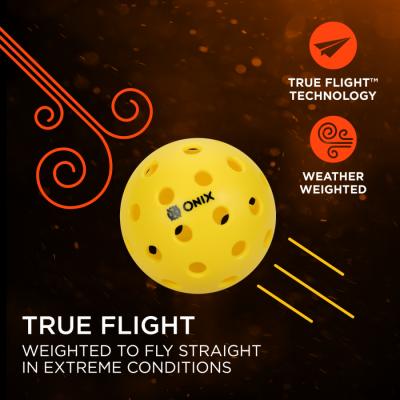 TRUE FLIGHT™
TECHNOLOGY
WEATHER
WEIGHTED
ONIX
TRUE FLIGHT
WEIGHTED TO FLY STRAIGHT
IN EXTREME CONDITIONS